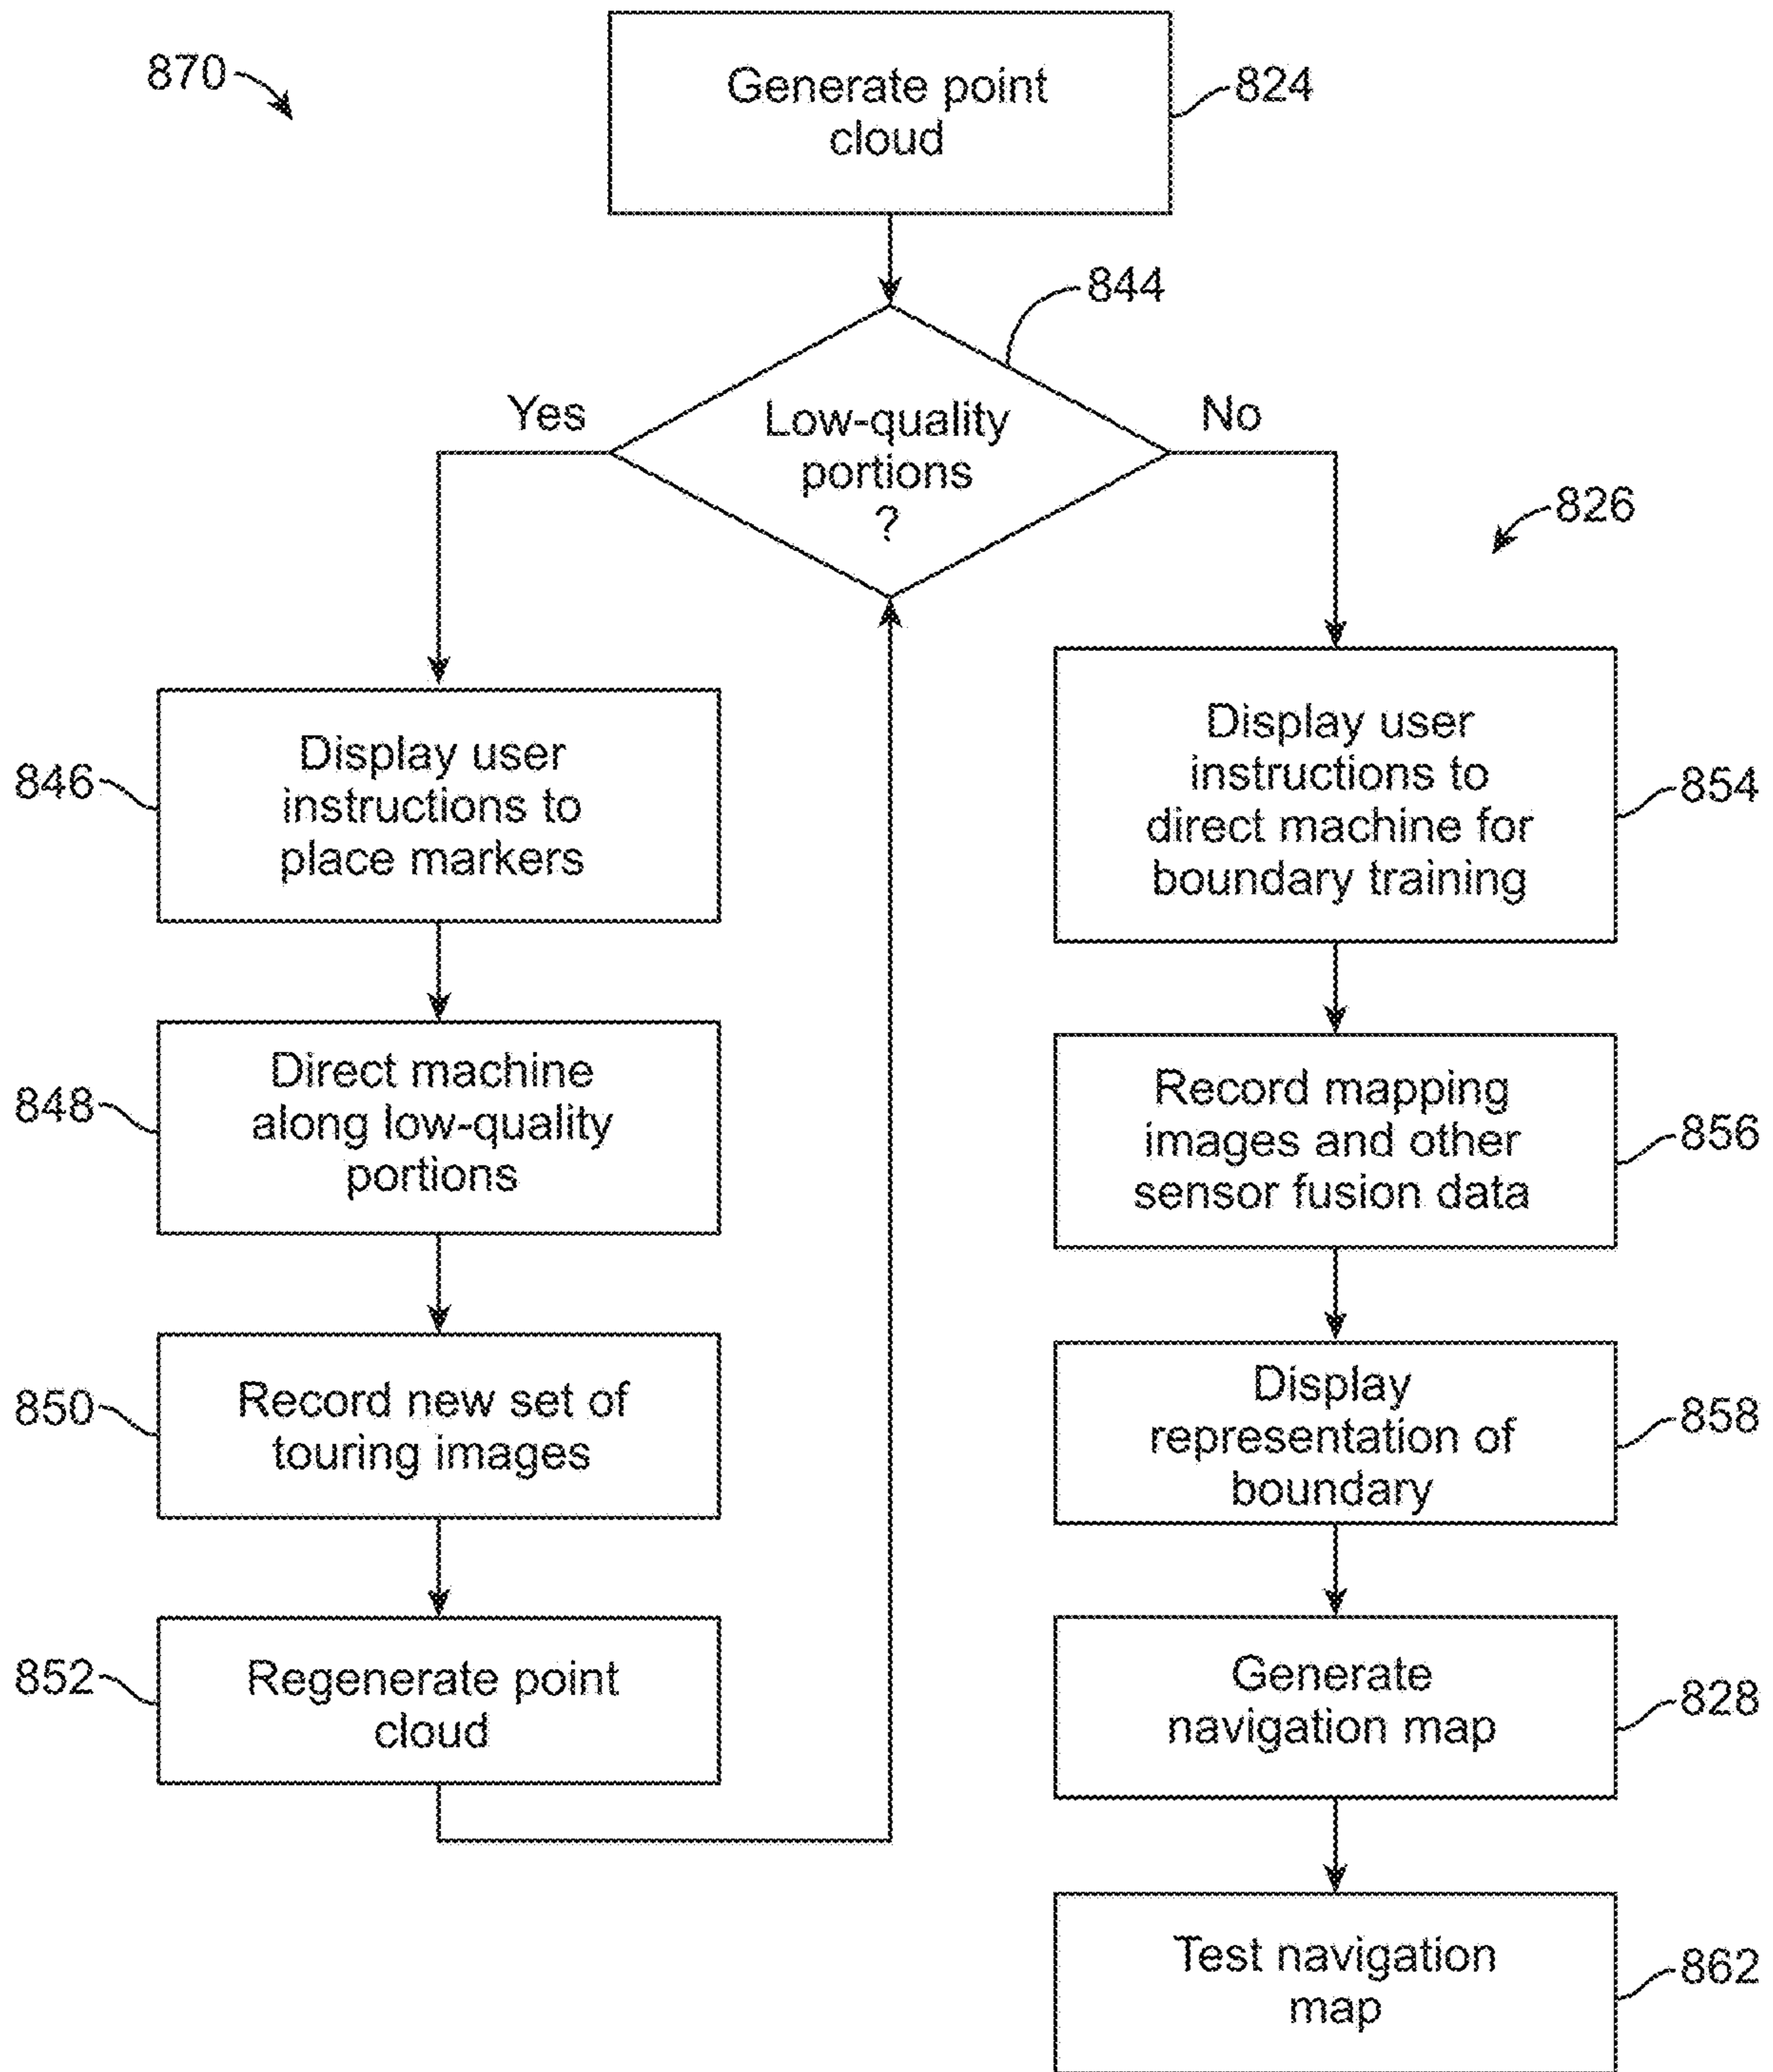 870
Generate point
cloud
824
844
Low-quality
portions
?
Yes
No
826
846
Display user
instructions to
place markers
848
Direct machine
along low-quality
portions
850
Record new set of
touring images
852
Regenerate point
cloud
Display user
instructions to
direct machine for
boundary training
854
Record mapping
images and other
sensor fusion data
856
Display
representation of
boundary
858
Generate
navigation map
828
Test navigation
map
862